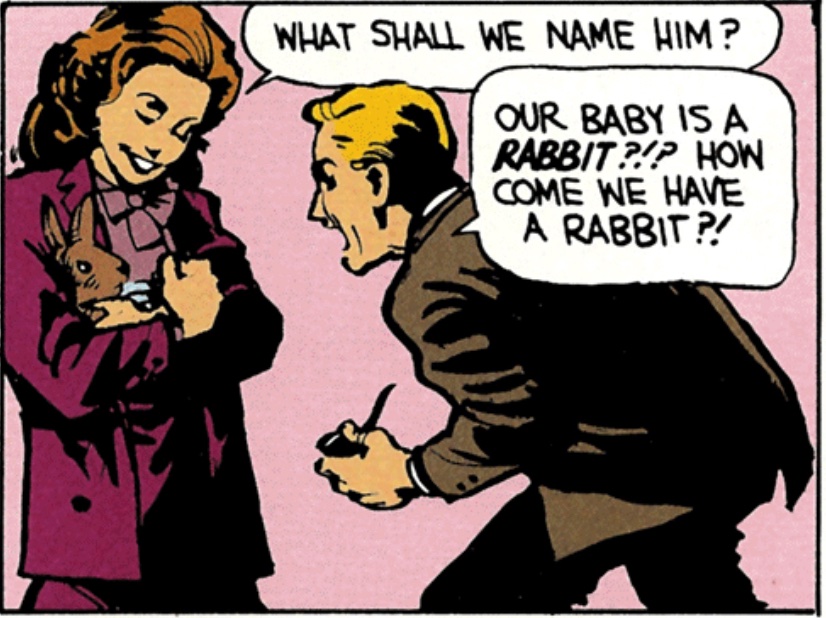 WHAT SHALL WE NAME HIM?
OUR BABY IS A
RABBIT?!? HOW
COME WE HAVE
A RABBIT?!